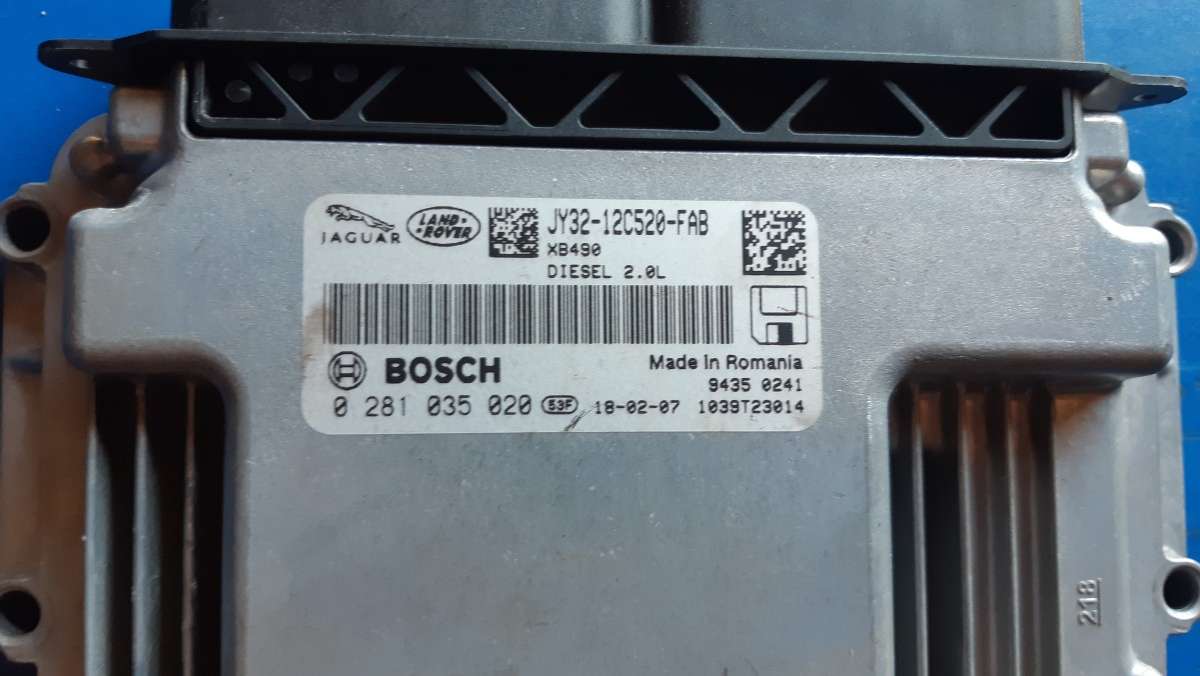 JAGUAR
LAND-
-ROVER
JY32-12C520-FAB
XB490
DIESEL 2.0L
BOSCH
Made in Romania
9435 0241
0 281 035 020 53F 18-02-07 1039T23014
218